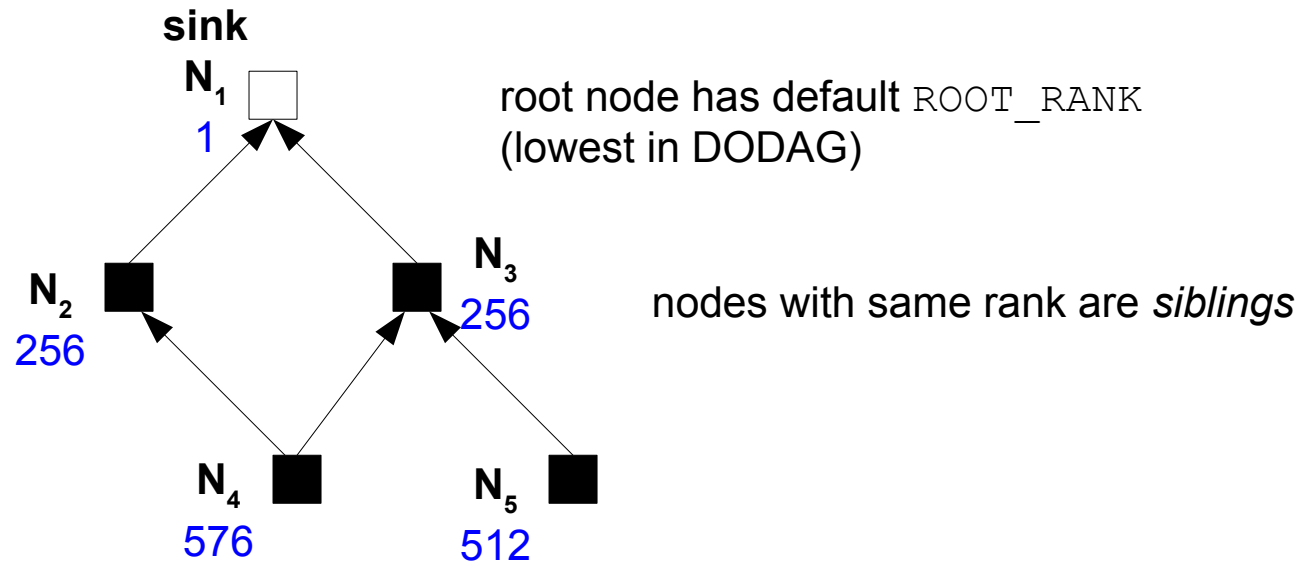 sink
N1
1
root node has default ROOT_RANK
(lowest in DODAG)
N2
256
N3
256
nodes with same rank are siblings
N4
576
N5
512